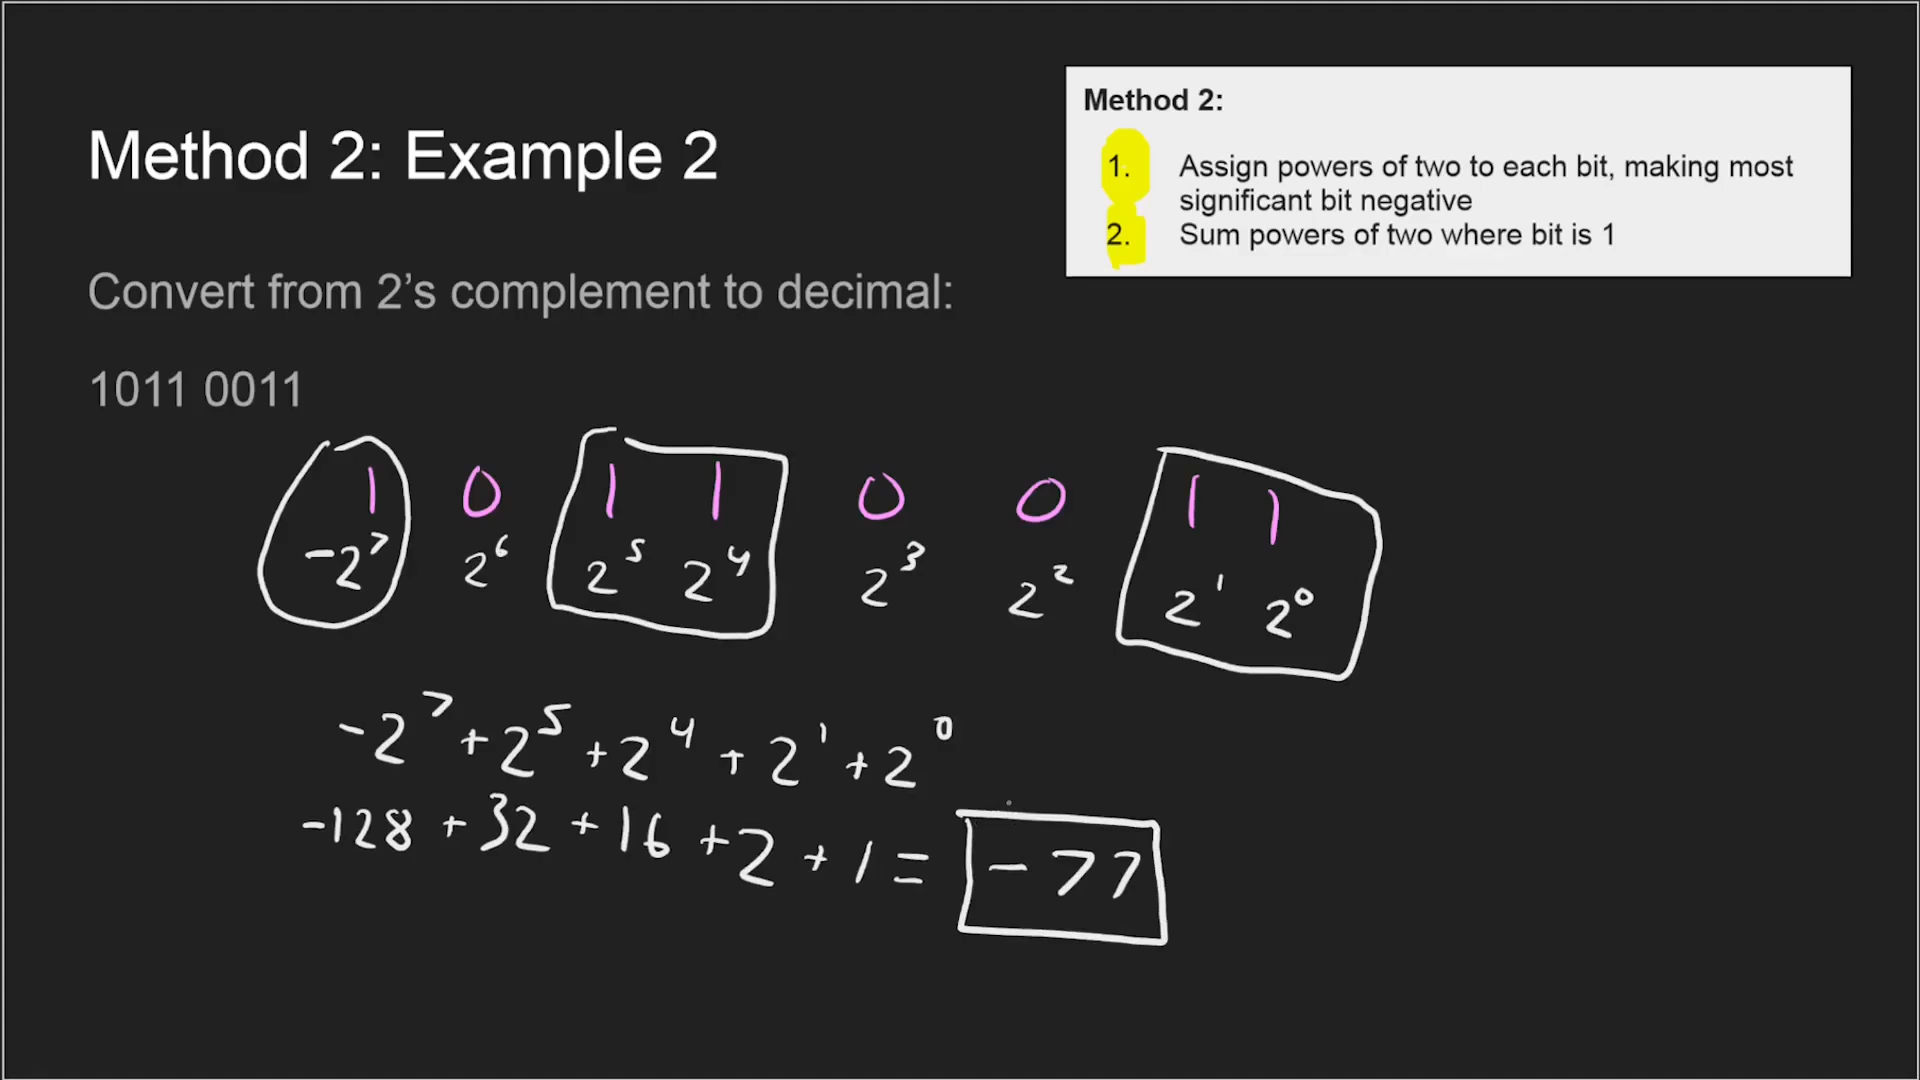 Method 2: Example 2
Method 2:
1. Assign powers of two to each bit, making most
significant bit negative
2. Sum powers of two where bit is 1
Convert from 2’s complement to decimal:
1011 0011
1 0 1 1 0 0 1 1
-2⁷ 2⁶ 2⁵ 2⁴ 2³ 2² 2¹ 2⁰
-2⁷ + 2⁵ + 2⁴ + 2¹ + 2⁰
-128 + 32 + 16 + 2 + 1 = -77